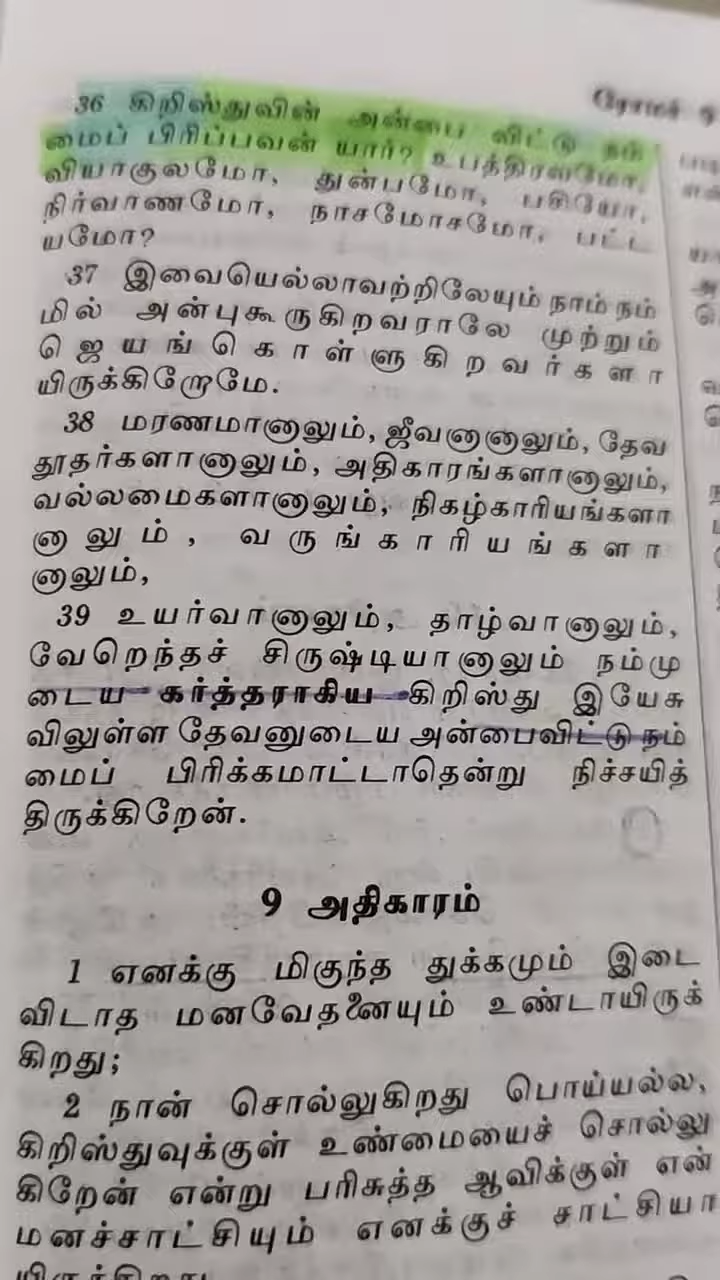 ரோமர் 9
36 கிறிஸ்துவின் அன்பை விட்டு நம்
மைப் பிரிப்பவன் யார்? உபத்திரவமோ,
வியாகுலமோ, துன்பமோ, பசியோ,
நிர்வாணமோ, நாசமோசமோ, பட்ட
யமோ?
37 இவையெல்லாவற்றிலேயும் நாம் நம்
மில் அன்புகூருகிறவராலே முற்றும்
ஜெயங்கொள்ளுகிறவர்களா
யிருக்கிறோமே.
38 மரணமானாலும், ஜீவனானாலும், தேவ
தூதர்களானாலும், அதிகாரங்களானாலும்,
வல்லமைகளானாலும், நிகழ்காரியங்களா
னாலும், வருங்காரியங்களா
னாலும்,
39 உயர்வானாலும், தாழ்வானாலும்,
வேறெந்தச் சிருஷ்டியானாலும் நம்மு
டைய கர்த்தராகிய கிறிஸ்து இயேசு
விலுள்ள தேவனுடைய அன்பைவிட்டு நம்
மைப் பிரிக்கமாட்டாதென்று நிச்சயித்
திருக்கிறேன்.
9 அதிகாரம்
1 எனக்கு மிகுந்த துக்கமும் இடை
விடாத மனவேதனையும் உண்டாயிருக்
கிறது;
2 நான் சொல்லுகிறது பொய்யல்ல,
கிறிஸ்துவுக்குள் உண்மையைச் சொல்லு
கிறேன் என்று பரிசுத்த ஆவிக்குள் என்
மனச்சாட்சியும் எனக்குச் சாட்சியா
யிருக்கிறது.